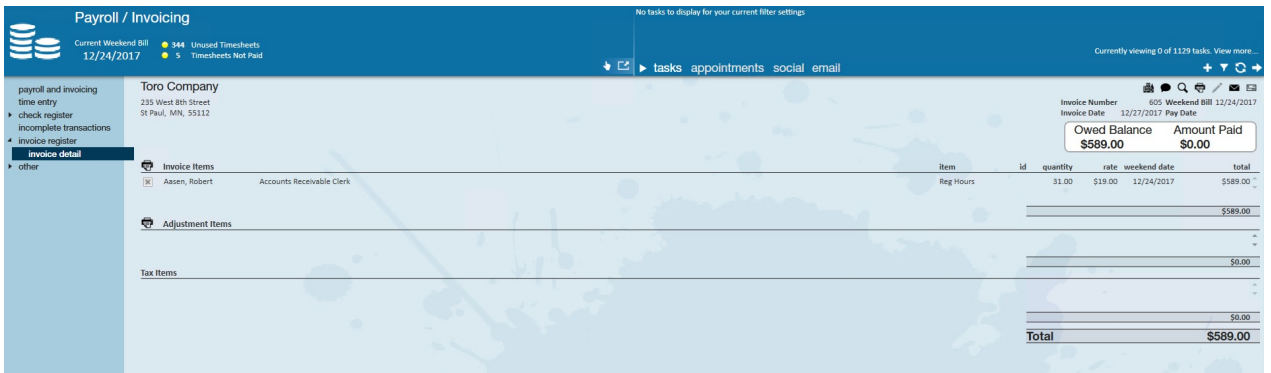 Payroll / Invoicing
Current Weekend Bill
12/24/2017
344 Unused Timesheets
5 Timesheets Not Paid
No tasks to display for your current filter settings
Currently viewing 0 of 1129 tasks. View more...
tasks appointments social email
payroll and invoicing
time entry
check register
incomplete transactions
invoice register
invoice detail
other
Toro Company
235 West 8th Street
St Paul, MN, 55112
Invoice Number 605 Weekend Bill 12/24/2017
Invoice Date 12/27/2017 Pay Date
Owed Balance Amount Paid
$589.00 $0.00
Invoice Items item id quantity rate weekend date total
Aasen, Robert Accounts Receivable Clerk Reg Hours 31.00 $19.00 12/24/2017 $589.00
$589.00
Adjustment Items
$0.00
Tax Items
$0.00
Total $589.00